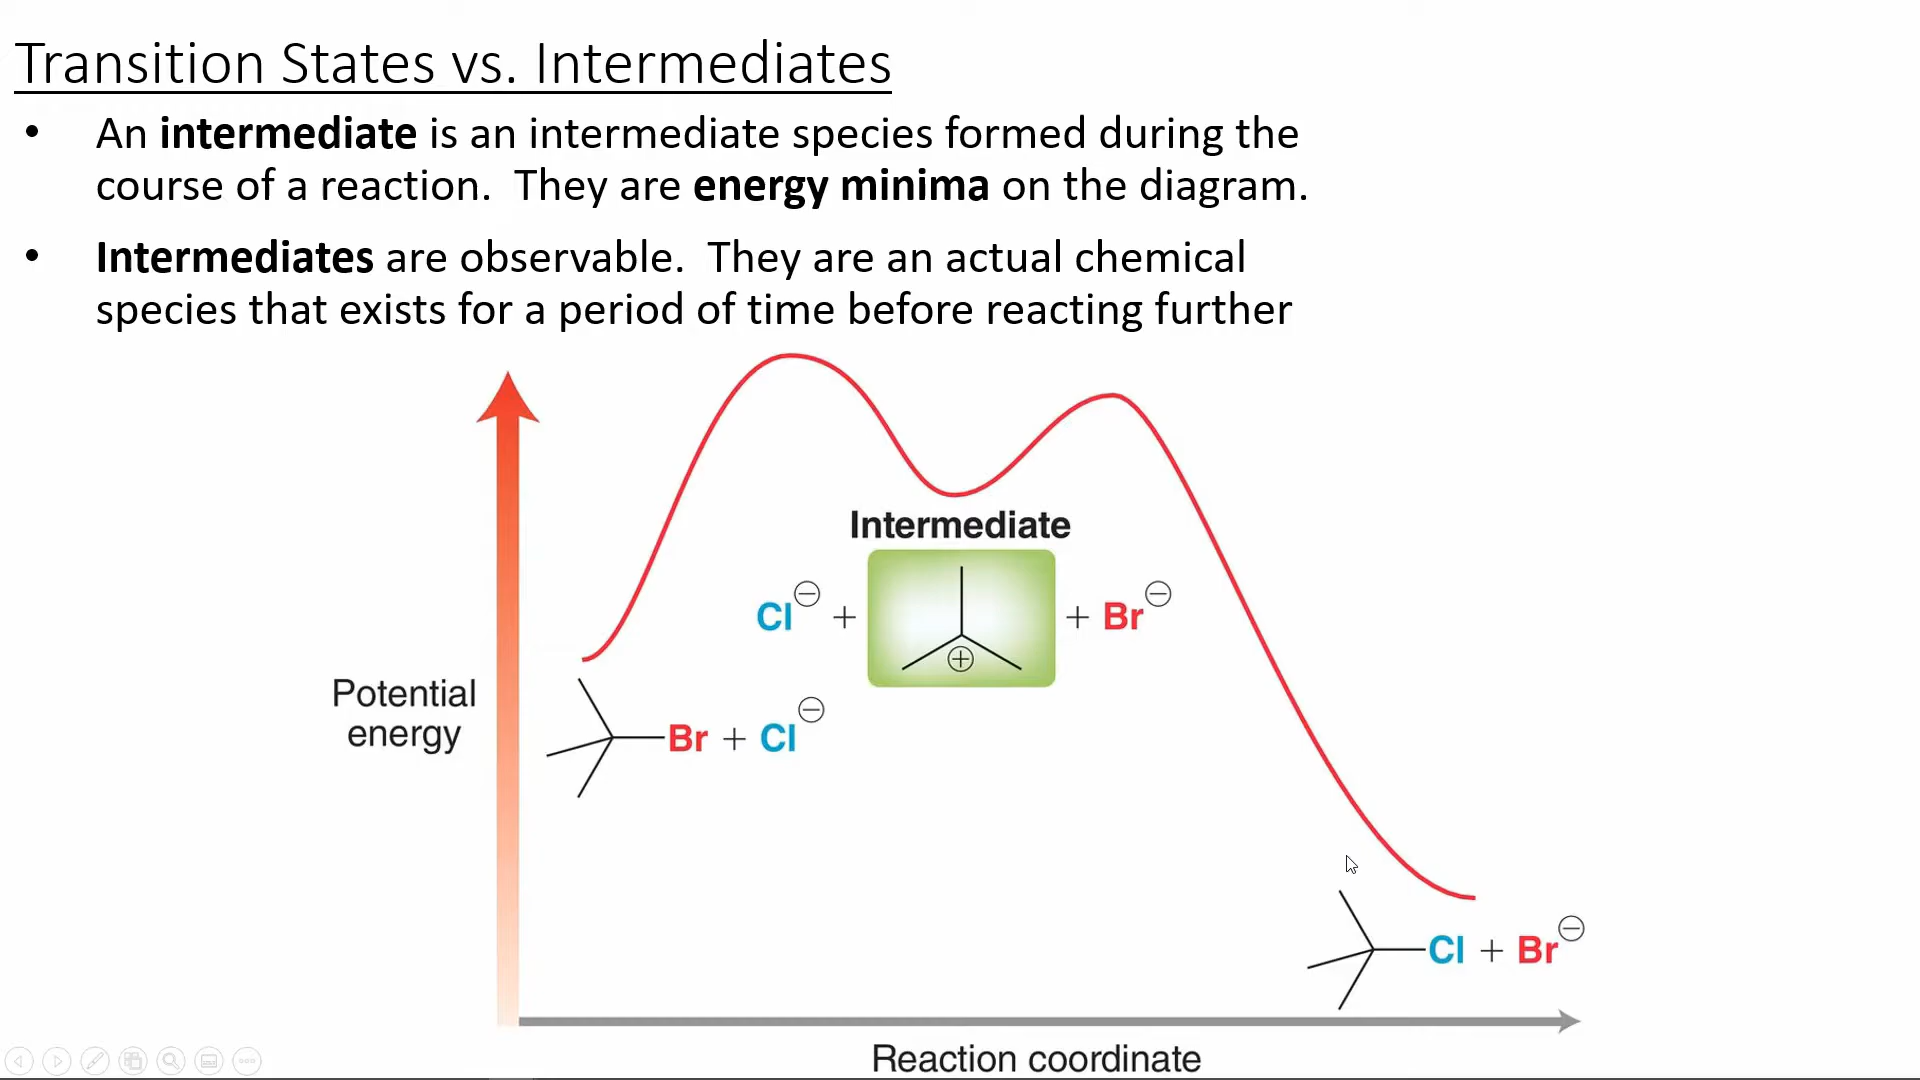 Transition States vs. Intermediates
• An intermediate is an intermediate species formed during the
course of a reaction.  They are energy minima on the diagram.
• Intermediates are observable.  They are an actual chemical
species that exists for a period of time before reacting further
Intermediate
Cl⊖ + ⊕ + Br⊖
Potential
energy
Br + Cl⊖
Cl + Br⊖
Reaction coordinate